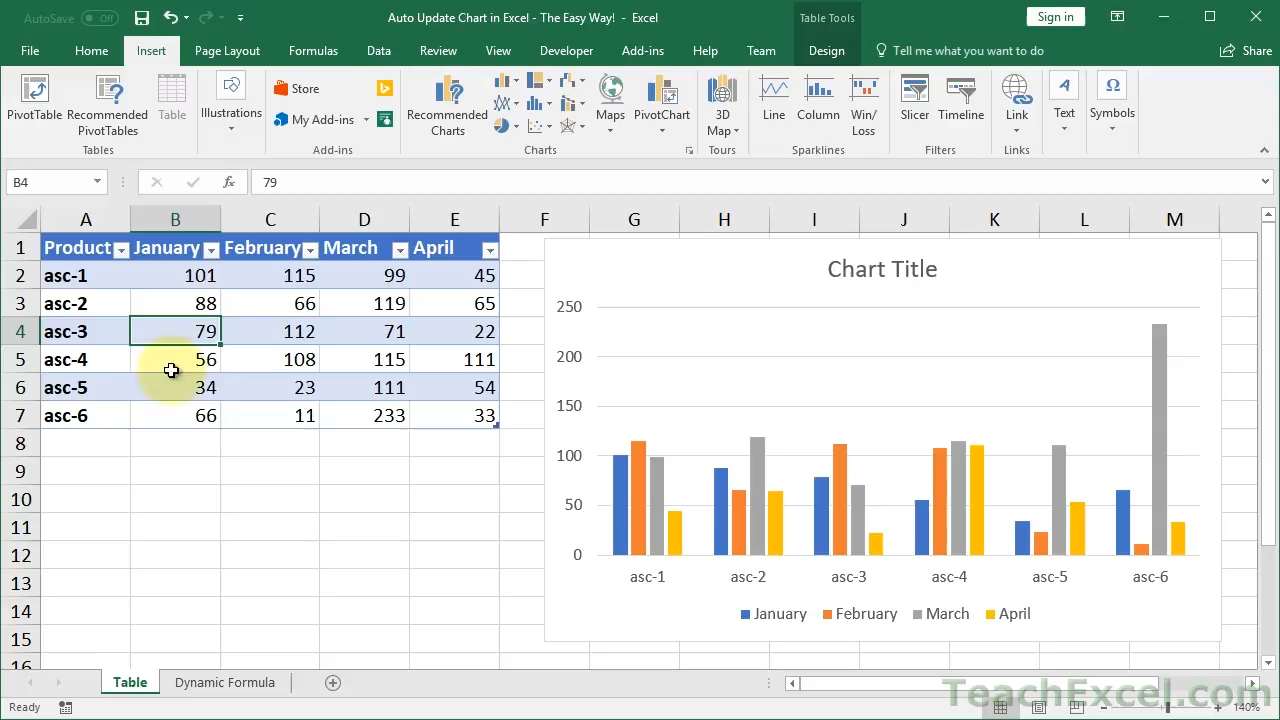 AutoSave Off
Auto Update Chart in Excel - The Easy Way! - Excel
Table Tools
Sign in
File Home Insert Page Layout Formulas Data Review View Developer Add-ins Help Team Design Tell me what you want to do Share
PivotTable
Recommended PivotTables
Table
Tables
Illustrations
Store
My Add-ins
Add-ins
Recommended Charts
Maps
PivotChart
Charts
3D Map
Tours
Line
Column
Win/ Loss
Sparklines
Slicer
Timeline
Filters
Link
Links
Text
Symbols
B4 fx 79
A B C D E F G H I J K L M
1 Product January February March April
2 asc-1 101 115 99 45
3 asc-2 88 66 119 65
4 asc-3 79 112 71 22
5 asc-4 56 108 115 111
6 asc-5 34 23 111 54
7 asc-6 66 11 233 33
8
9
10
11
12
13
14
15
16
Chart Title
250
200
150
100
50
0
asc-1 asc-2 asc-3 asc-4 asc-5 asc-6
January February March April
Table Dynamic Formula
TeachExcel.com
Ready
140%